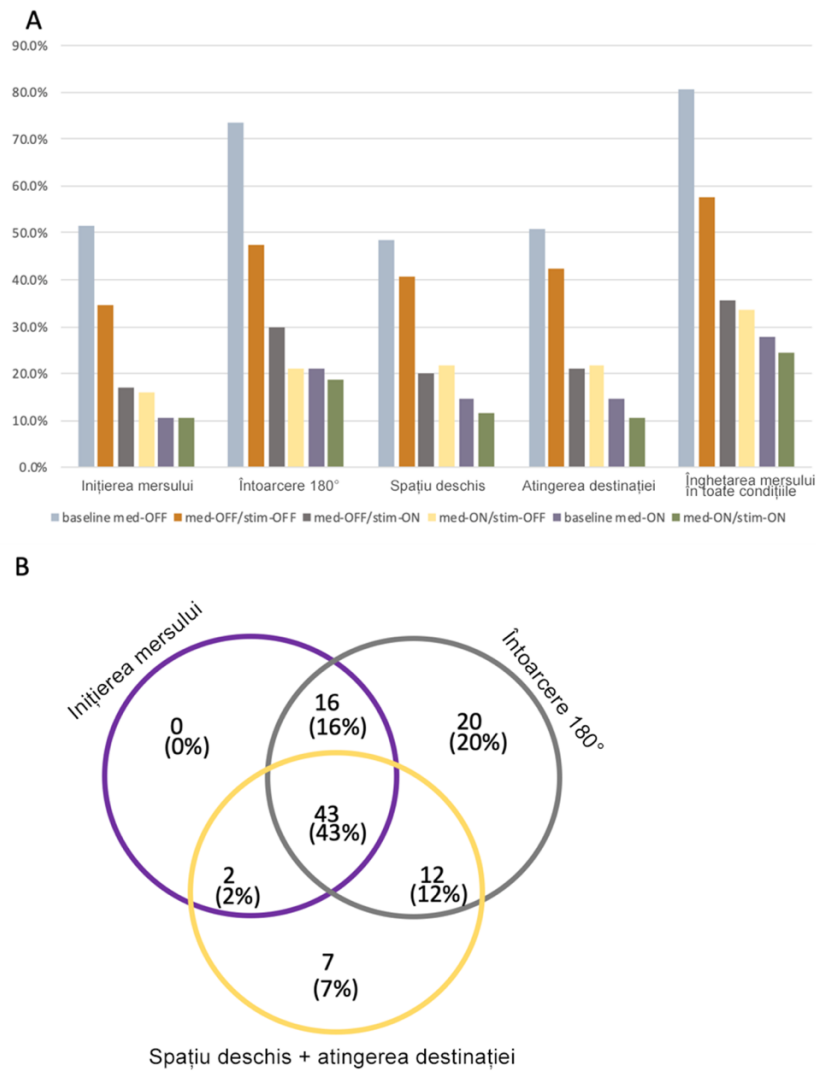 A
90.0%
80.0%
70.0%
60.0%
50.0%
40.0%
30.0%
20.0%
10.0%
0.0%
Inițierea mersului
Întoarcere 180°
Spațiu deschis
Atingerea destinației
Înghețarea mersului
în toate condițiile
baseline med-OFF
med-OFF/stim-OFF
med-OFF/stim-ON
med-ON/stim-OFF
baseline med-ON
med-ON/stim-ON
B
Inițierea mersului
Întoarcere 180°
0
(0%)
16
(16%)
20
(20%)
43
(43%)
2
(2%)
12
(12%)
7
(7%)
Spațiu deschis + atingerea destinației